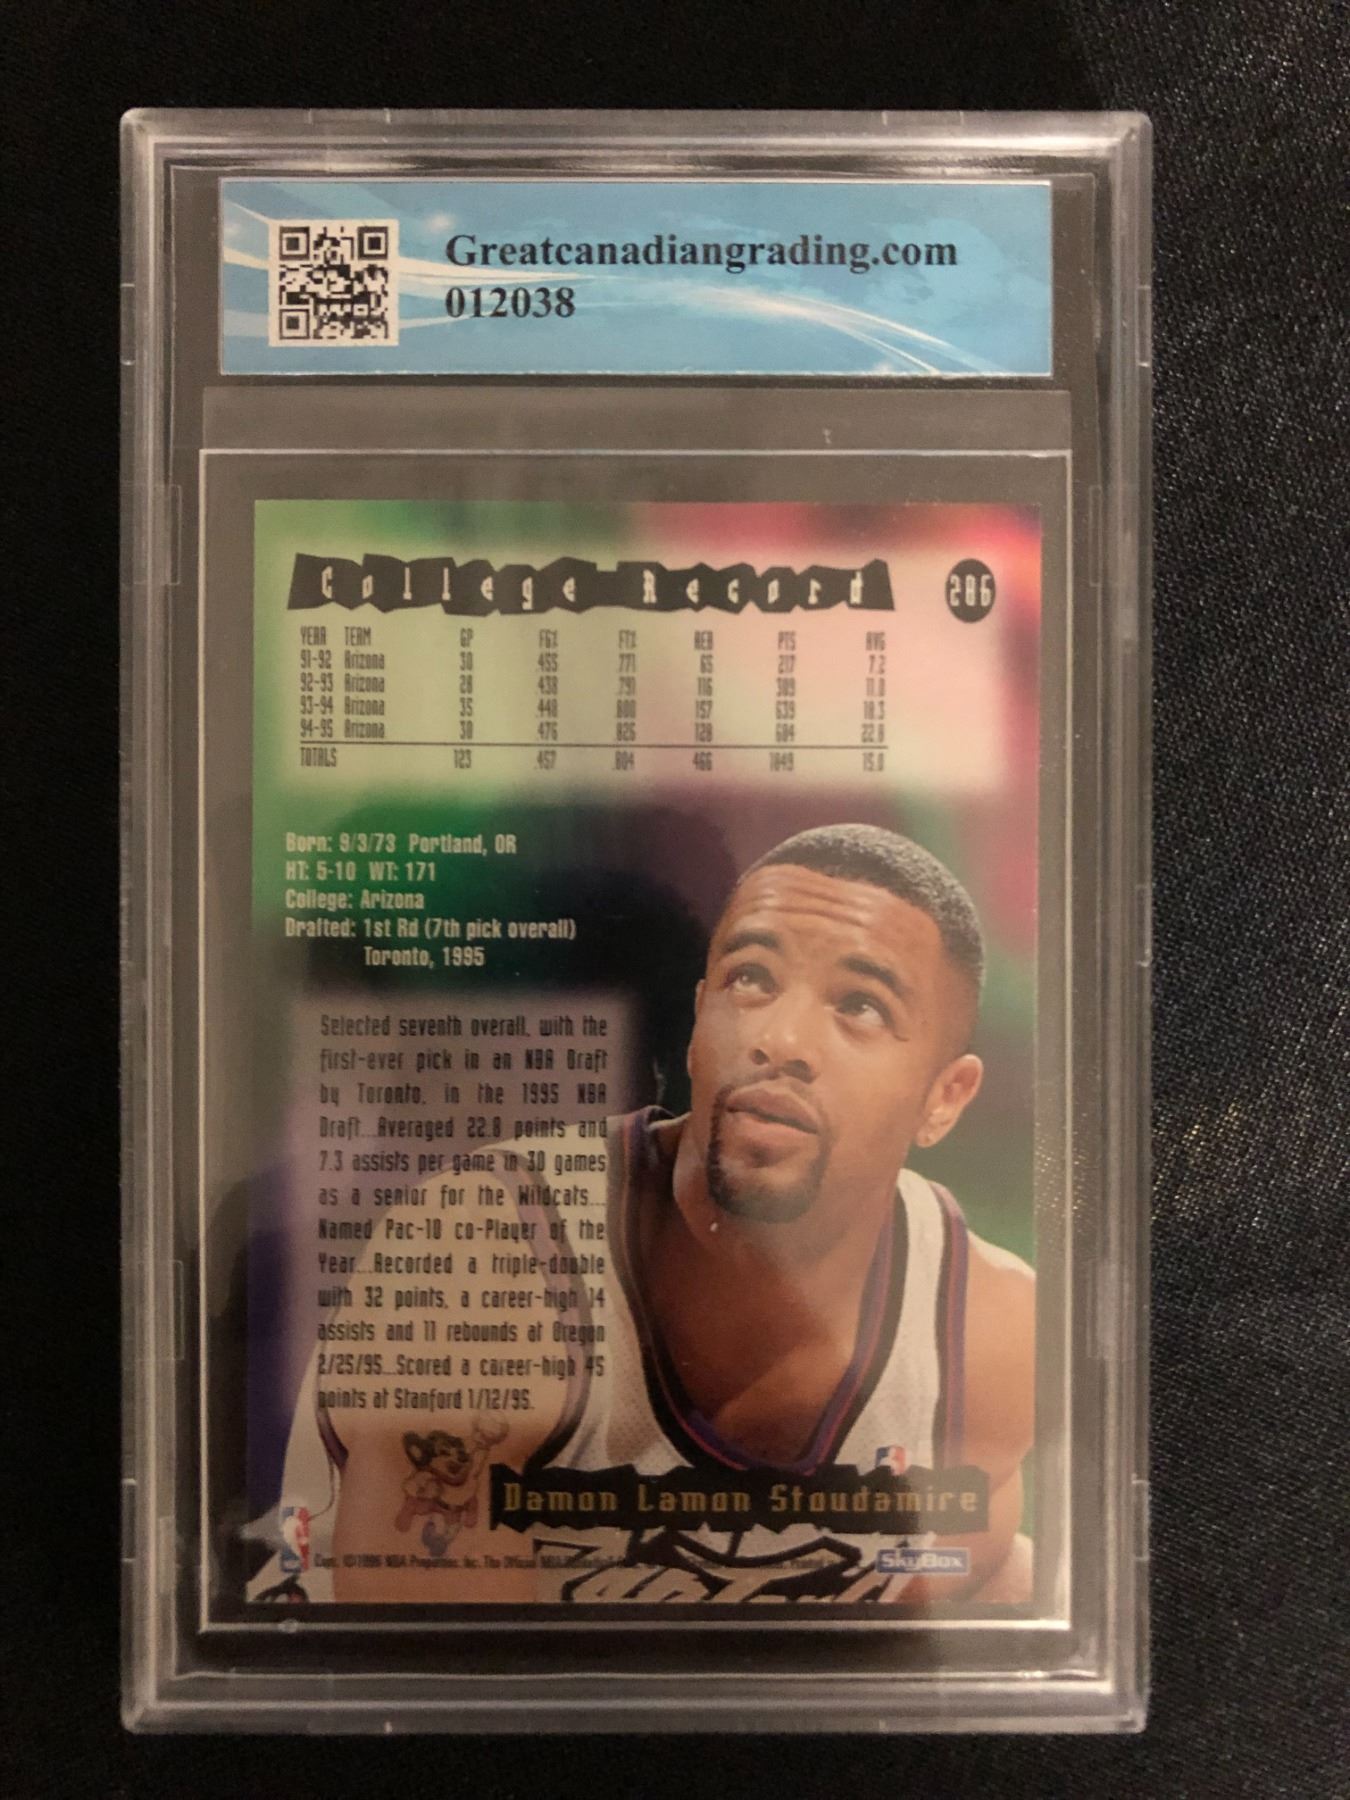 Greatcanadiangrading.com
012038
College Record
286
YEAR TEAM GP FG% FT% REB PTS AVG
91-92 Arizona 30 .455 .771 65 217 7.2
92-93 Arizona 28 .438 .791 116 309 11.0
93-94 Arizona 35 .448 .800 157 639 18.3
94-95 Arizona 30 .476 .826 128 684 22.8
TOTALS 123 .457 .804 466 1849 15.0
Born: 9/3/73 Portland, OR
HT: 5-10 WT: 171
College: Arizona
Drafted: 1st Rd (7th pick overall)
Toronto, 1995
Selected seventh overall, with the
first-ever pick in an NBA Draft
by Toronto, in the 1995 NBA
Draft...Averaged 22.8 points and
7.3 assists per game in 30 games
as a senior for the Wildcats...
Named Pac-10 co-Player of the
Year...Recorded a triple-double
with 32 points, a career-high 14
assists and 11 rebounds at Oregon
2/25/95...Scored a career-high 45
points at Stanford 1/12/95.
Damon Lamon Stoudamire
©1996 NBA Properties, Inc. The Official NBA
SkyBox